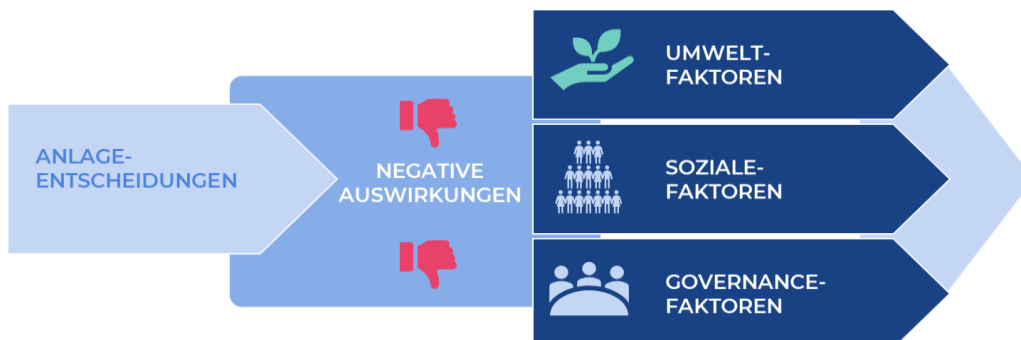 ANLAGE-
ENTSCHEIDUNGEN
NEGATIVE
AUSWIRKUNGEN
UMWELT-
FAKTOREN
SOZIALE-
FAKTOREN
GOVERNANCE-
FAKTOREN